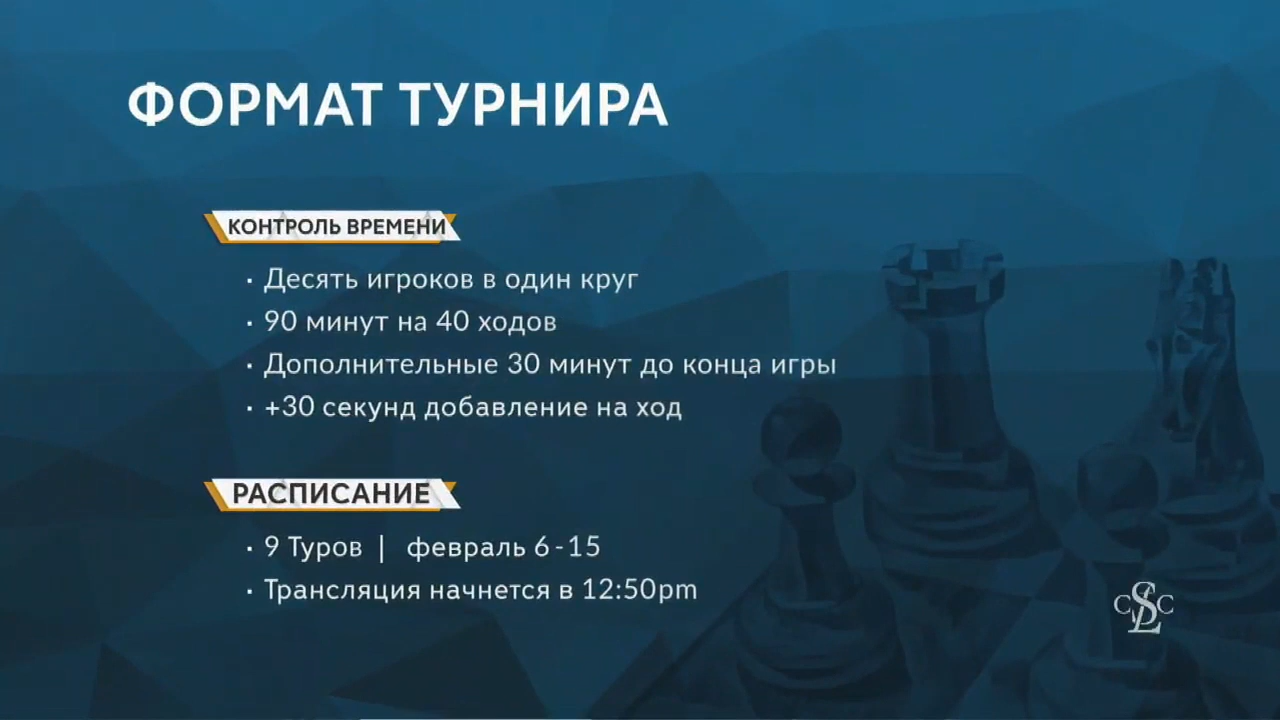 ФОРМАТ ТУРНИРА
КОНТРОЛЬ ВРЕМЕНИ
· Десять игроков в один круг
· 90 минут на 40 ходов
· Дополнительные 30 минут до конца игры
· +30 секунд добавление на ход
РАСПИСАНИЕ
· 9 Туров | февраль 6-15
· Трансляция начнется в 12:50pm
CSLC